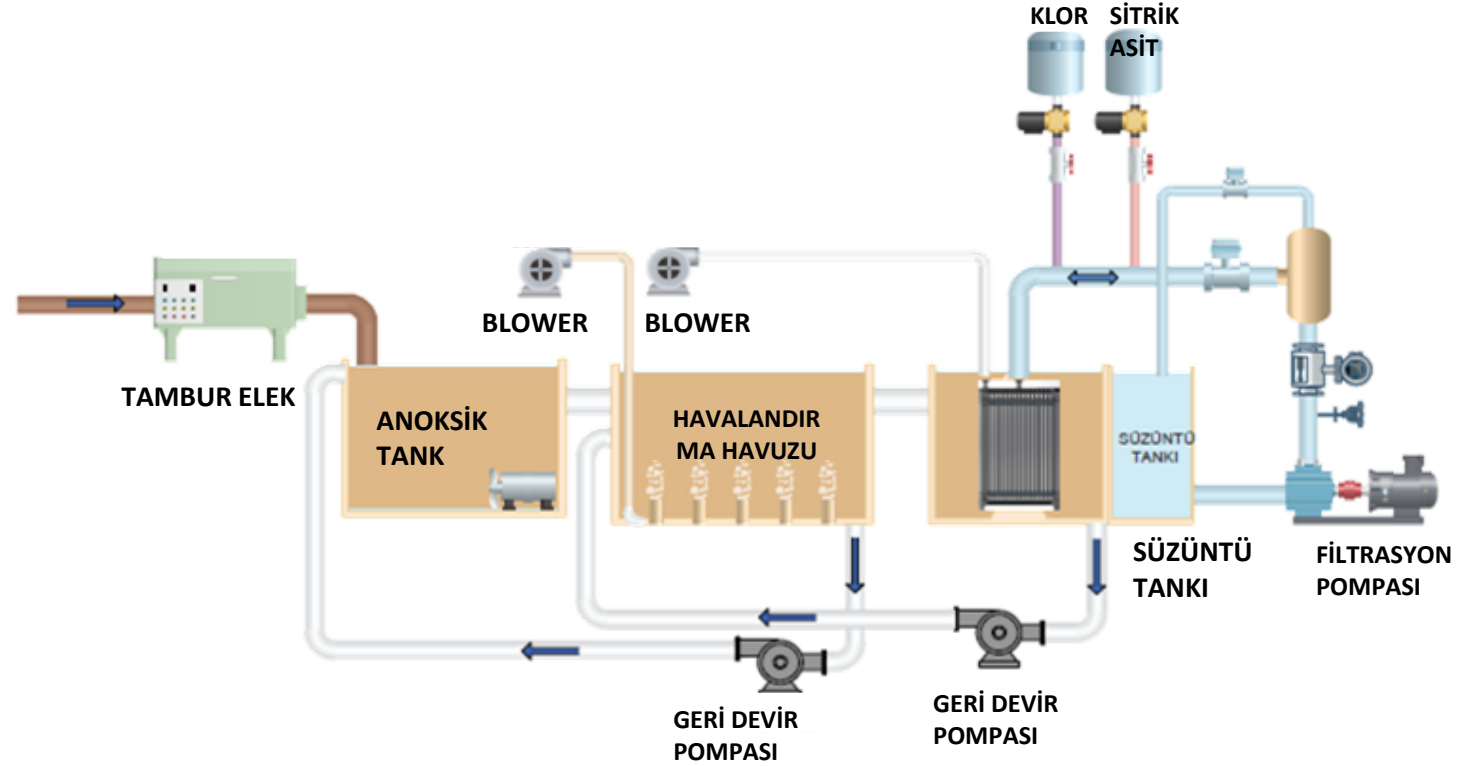 KLOR
SİTRİK
ASİT
BLOWER
BLOWER
TAMBUR ELEK
ANOKSİK
TANK
HAVALANDIR
MA HAVUZU
SÜZÜNTÜ
TANKI
SÜZÜNTÜ
TANKI
FİLTRASYON
POMPASI
GERİ DEVİR
POMPASI
GERİ DEVİR
POMPASI